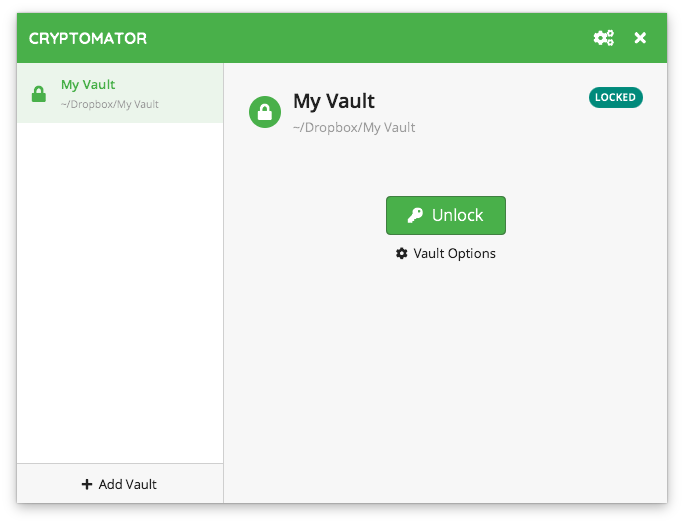 CRYPTOMATOR
My Vault
~/Dropbox/My Vault
My Vault
~/Dropbox/My Vault
LOCKED
Unlock
Vault Options
Add Vault